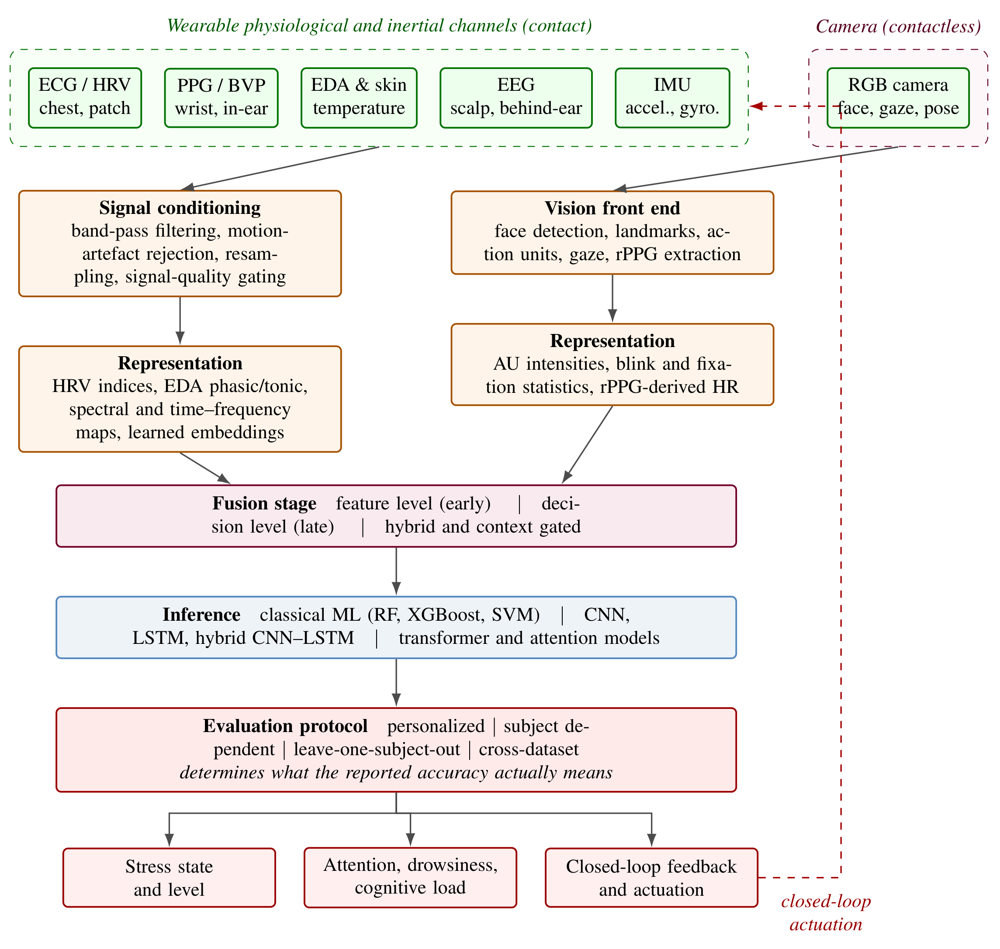 Wearable physiological and inertial channels (contact)
Camera (contactless)
ECG / HRV
chest, patch
PPG / BVP
wrist, in-ear
EDA & skin
temperature
EEG
scalp, behind-ear
IMU
accel., gyro.
RGB camera
face, gaze, pose
Signal conditioning
band-pass filtering, motion-
artefact rejection, resam-
pling, signal-quality gating
Vision front end
face detection, landmarks, ac-
tion units, gaze, rPPG extraction
Representation
HRV indices, EDA phasic/tonic,
spectral and time–frequency
maps, learned embeddings
Representation
AU intensities, blink and fixa-
tion statistics, rPPG-derived HR
Fusion stage feature level (early) | deci-
sion level (late) | hybrid and context gated
Inference classical ML (RF, XGBoost, SVM) | CNN,
LSTM, hybrid CNN–LSTM | transformer and attention models
Evaluation protocol personalized | subject de-
pendent | leave-one-subject-out | cross-dataset
determines what the reported accuracy actually means
Stress state
and level
Attention, drowsiness,
cognitive load
Closed-loop feedback
and actuation
closed-loop
actuation